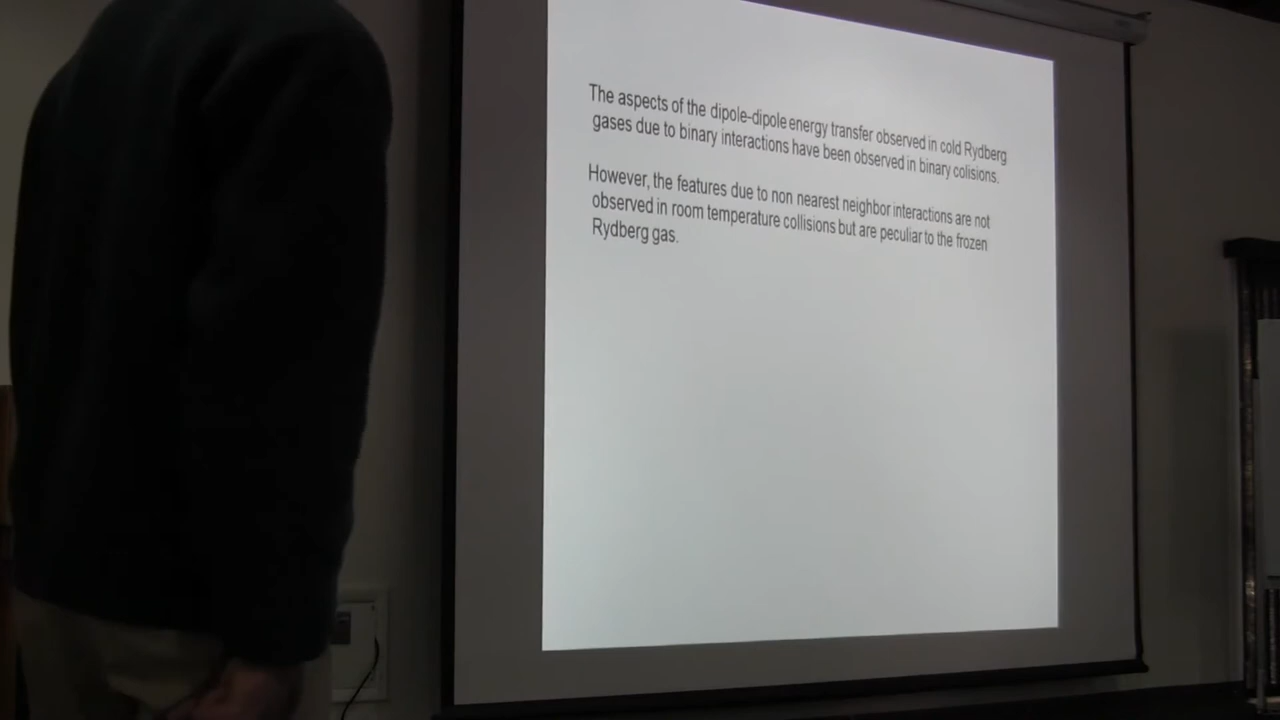 The aspects of the dipole-dipole energy transfer observed in cold Rydberg
gases due to binary interactions have been observed in binary colisions.
However, the features due to non nearest neighbor interactions are not
observed in room temperature collisions but are peculiar to the frozen
Rydberg gas.